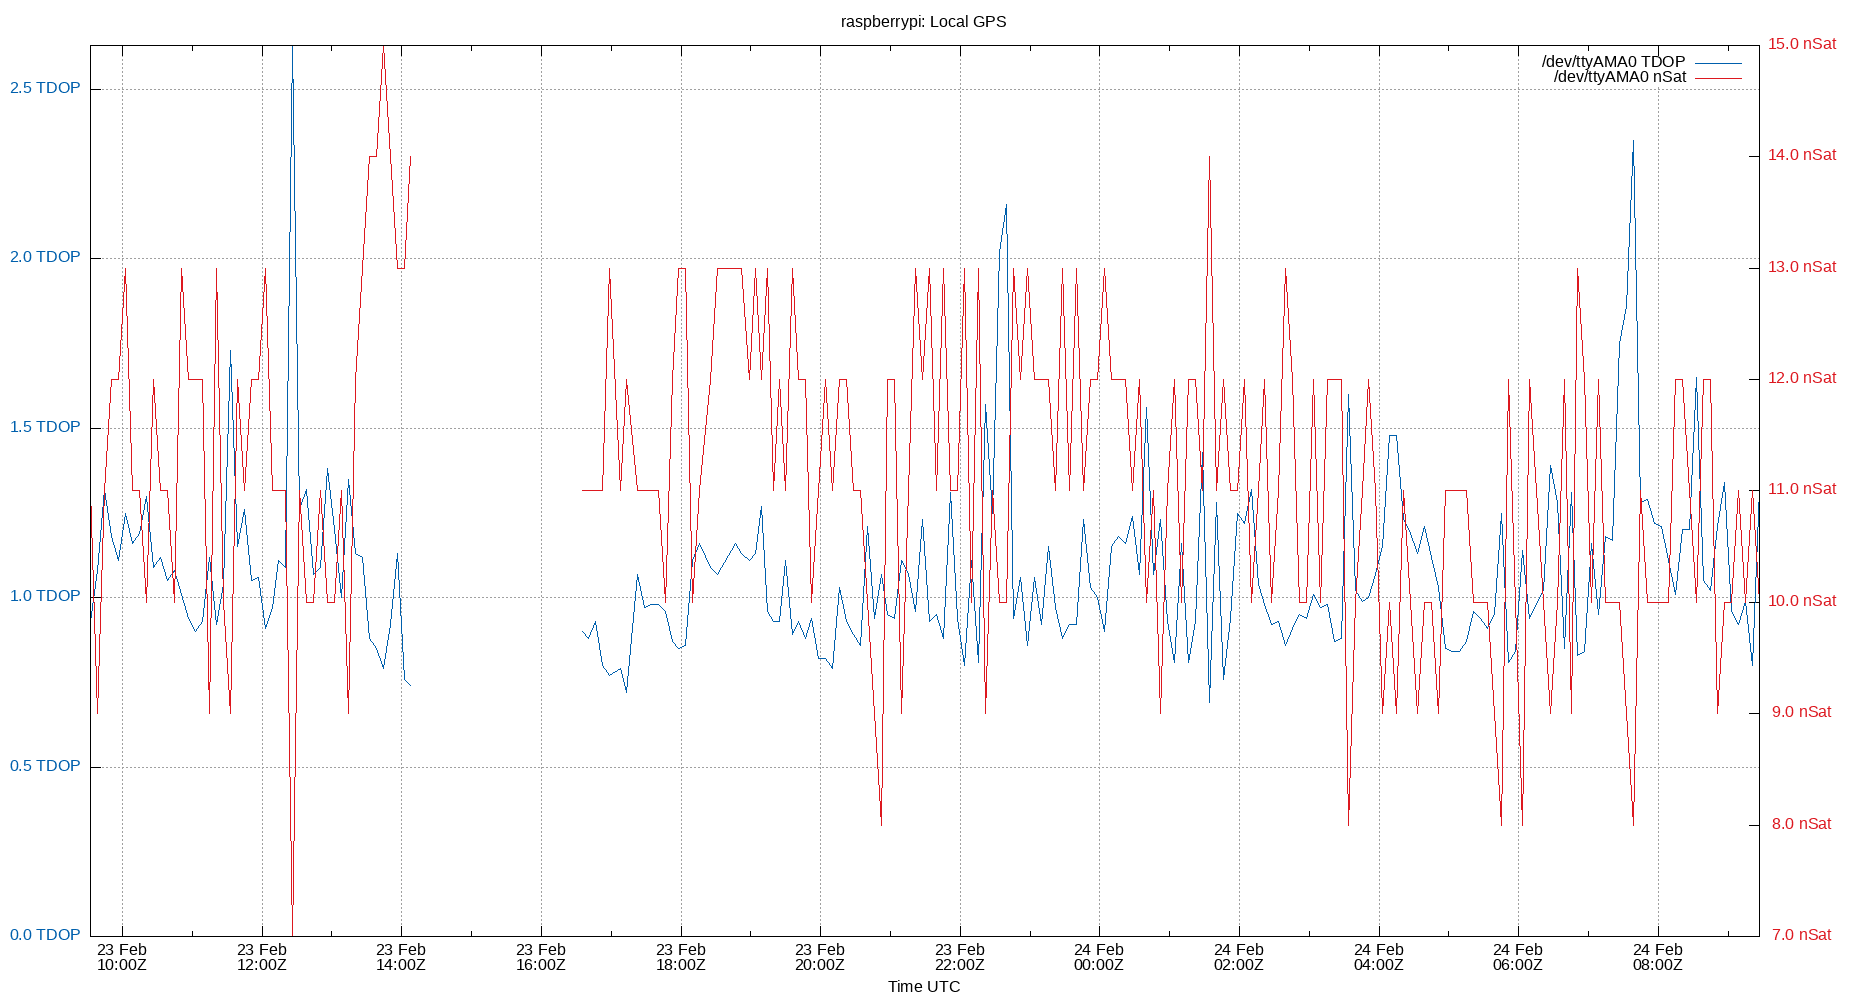 raspberrypi: Local GPS
15.0 nSat
/dev/ttyAMA0 TDOP
/dev/ttyAMA0 nSat
2.5 TDOP
14.0 nSat
2.0 TDOP
13.0 nSat
12.0 nSat
1.5 TDOP
11.0 nSat
1.0 TDOP
10.0 nSat
9.0 nSat
0.5 TDOP
8.0 nSat
0.0 TDOP
7.0 nSat
23 Feb 23 Feb 23 Feb 23 Feb 23 Feb 23 Feb 23 Feb 24 Feb 24 Feb 24 Feb 24 Feb 24 Feb
10:00Z 12:00Z 14:00Z 16:00Z 18:00Z 20:00Z 22:00Z 00:00Z 02:00Z 04:00Z 06:00Z 08:00Z
Time UTC